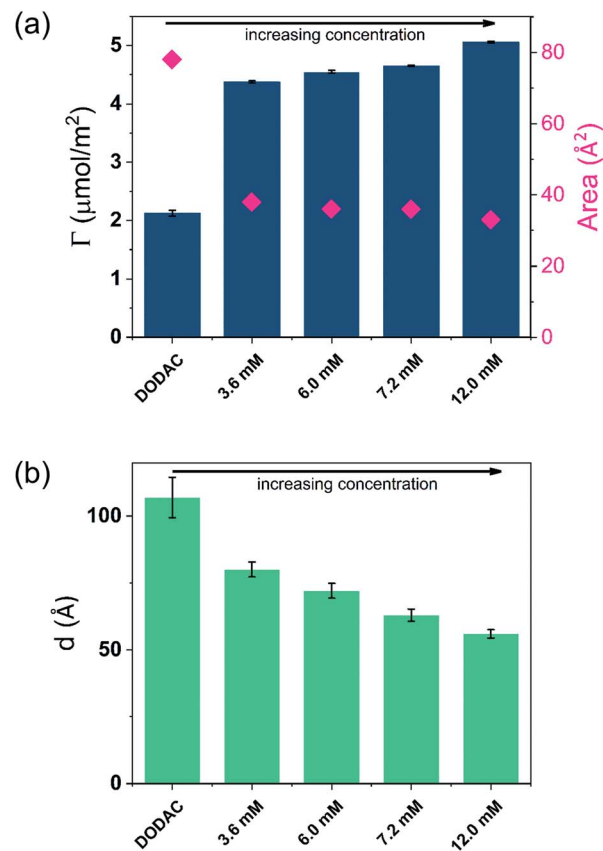 (a)
increasing concentration
5
4
3
2
1
0
Γ (μmol/m²)
80
60
40
20
0
Area (Å²)
DODAC
3.6 mM
6.0 mM
7.2 mM
12.0 mM
(b)
increasing concentration
100
50
0
d (Å)
DODAC
3.6 mM
6.0 mM
7.2 mM
12.0 mM